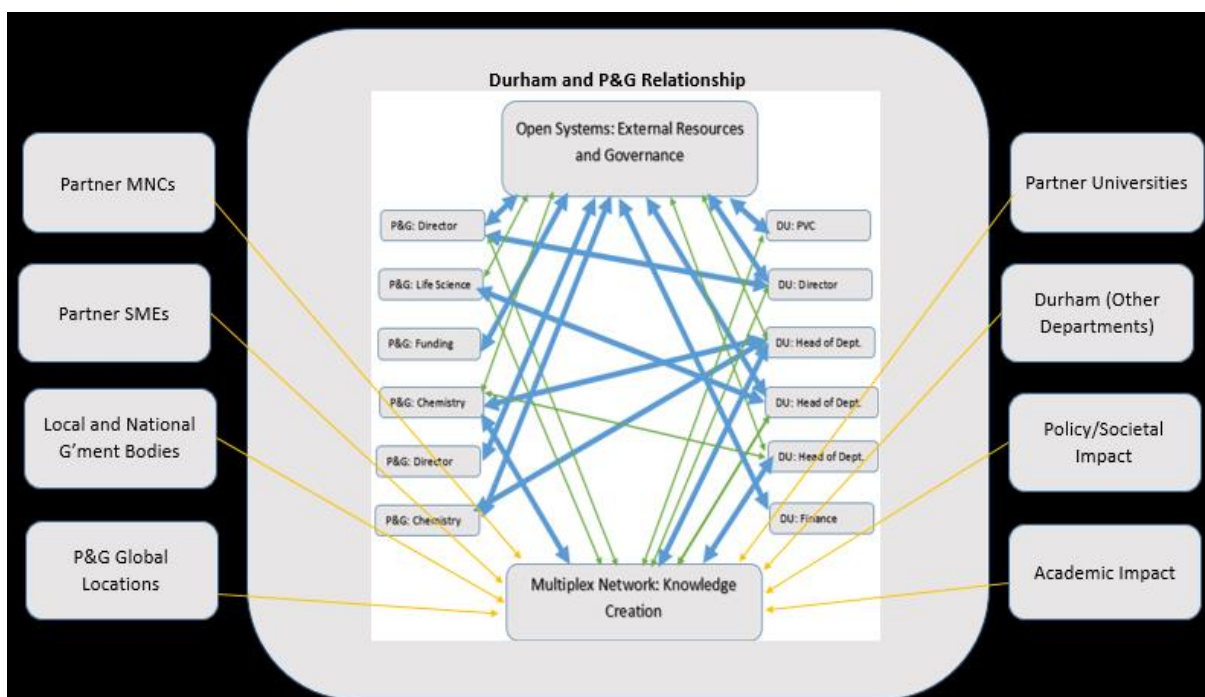 Durham and P&G Relationship
Open Systems: External Resources
and Governance
Partner MNCs
Partner SMEs
Local and National
G'ment Bodies
P&G Global
Locations
P&G: Director
P&G: Life Science
P&G: Funding
P&G: Chemistry
P&G: Director
P&G: Chemistry
DU: PVC
DU: Director
DU: Head of Dept.
DU: Head of Dept.
DU: Head of Dept.
DU: Finance
Partner Universities
Durham (Other
Departments)
Policy/Societal
Impact
Academic Impact
Multiplex Network: Knowledge
Creation